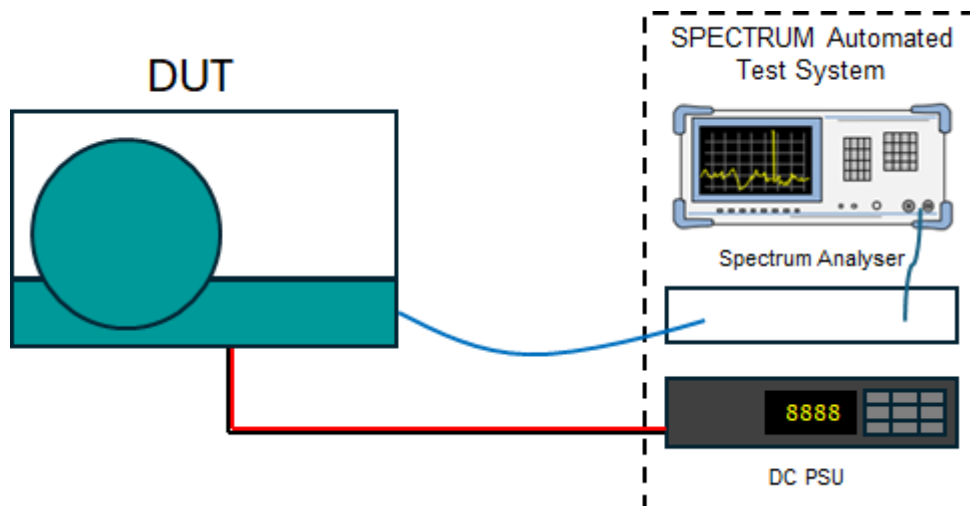 DUT
SPECTRUM Automated
Test System
Spectrum Analyser
8888
DC PSU